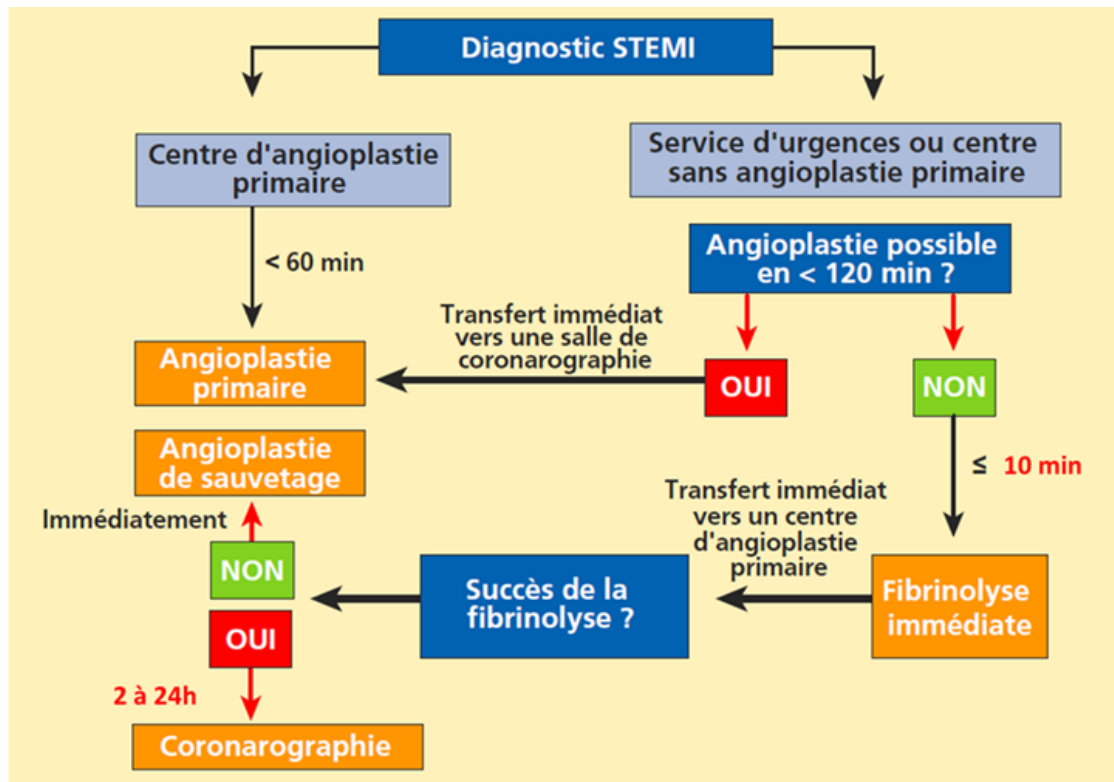 Diagnostic STEMI
Centre d'angioplastie
primaire
Service d'urgences ou centre
sans angioplastie primaire
< 60 min
Angioplastie possible
en < 120 min ?
Transfert immédiat
vers une salle de
coronarographie
Angioplastie
primaire
OUI
NON
Angioplastie
de sauvetage
≤ 10 min
Immédiatement
Transfert immédiat
vers un centre
d'angioplastie
primaire
NON
Succès de la
fibrinolyse ?
Fibrinolyse
immédiate
OUI
2 à 24h
Coronarographie